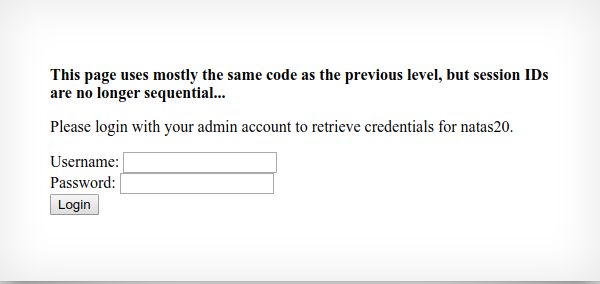 This page uses mostly the same code as the previous level, but session IDs
are no longer sequential...
Please login with your admin account to retrieve credentials for natas20.
Username:
Password:
Login